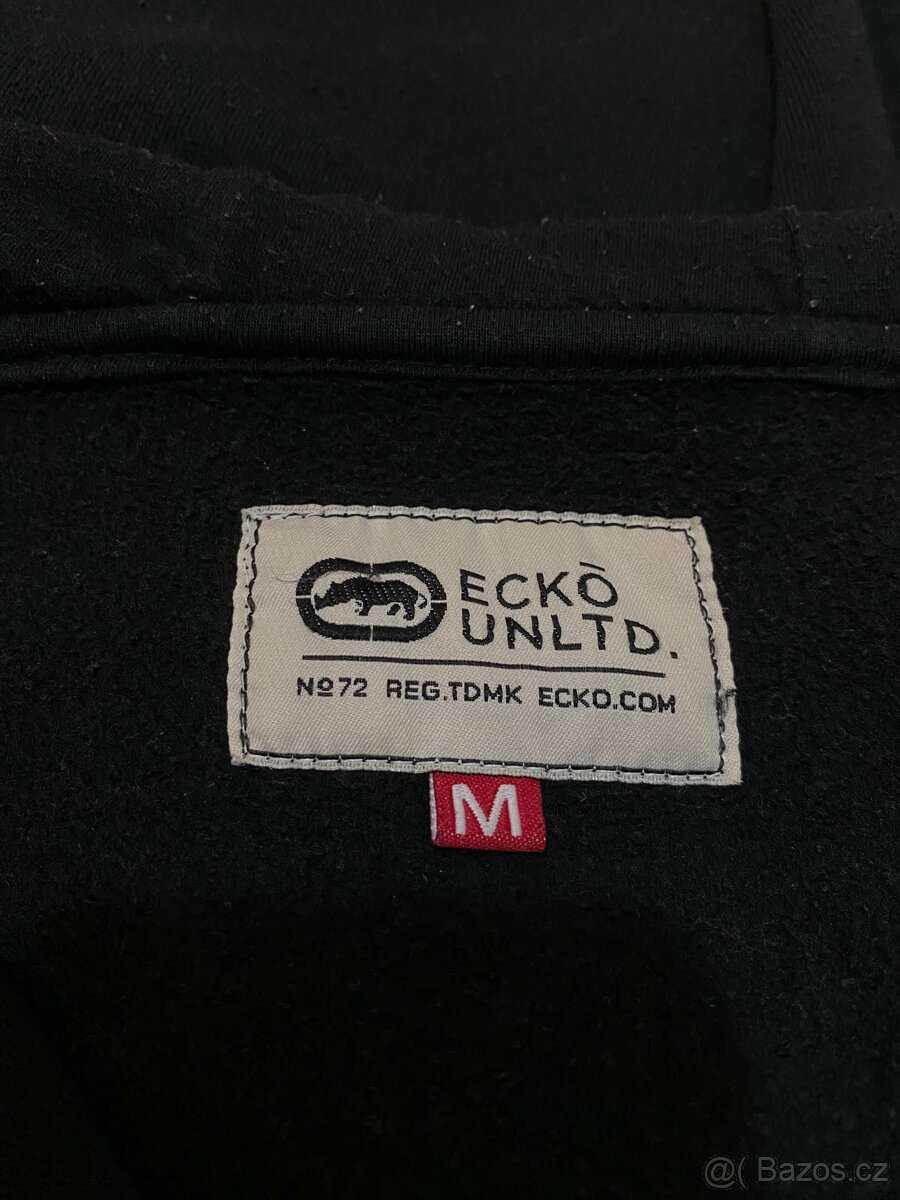 ECKŌ
UNLTD.
Nº72 REG.TDMK ECKO.COM
M
@( Bazos.cz